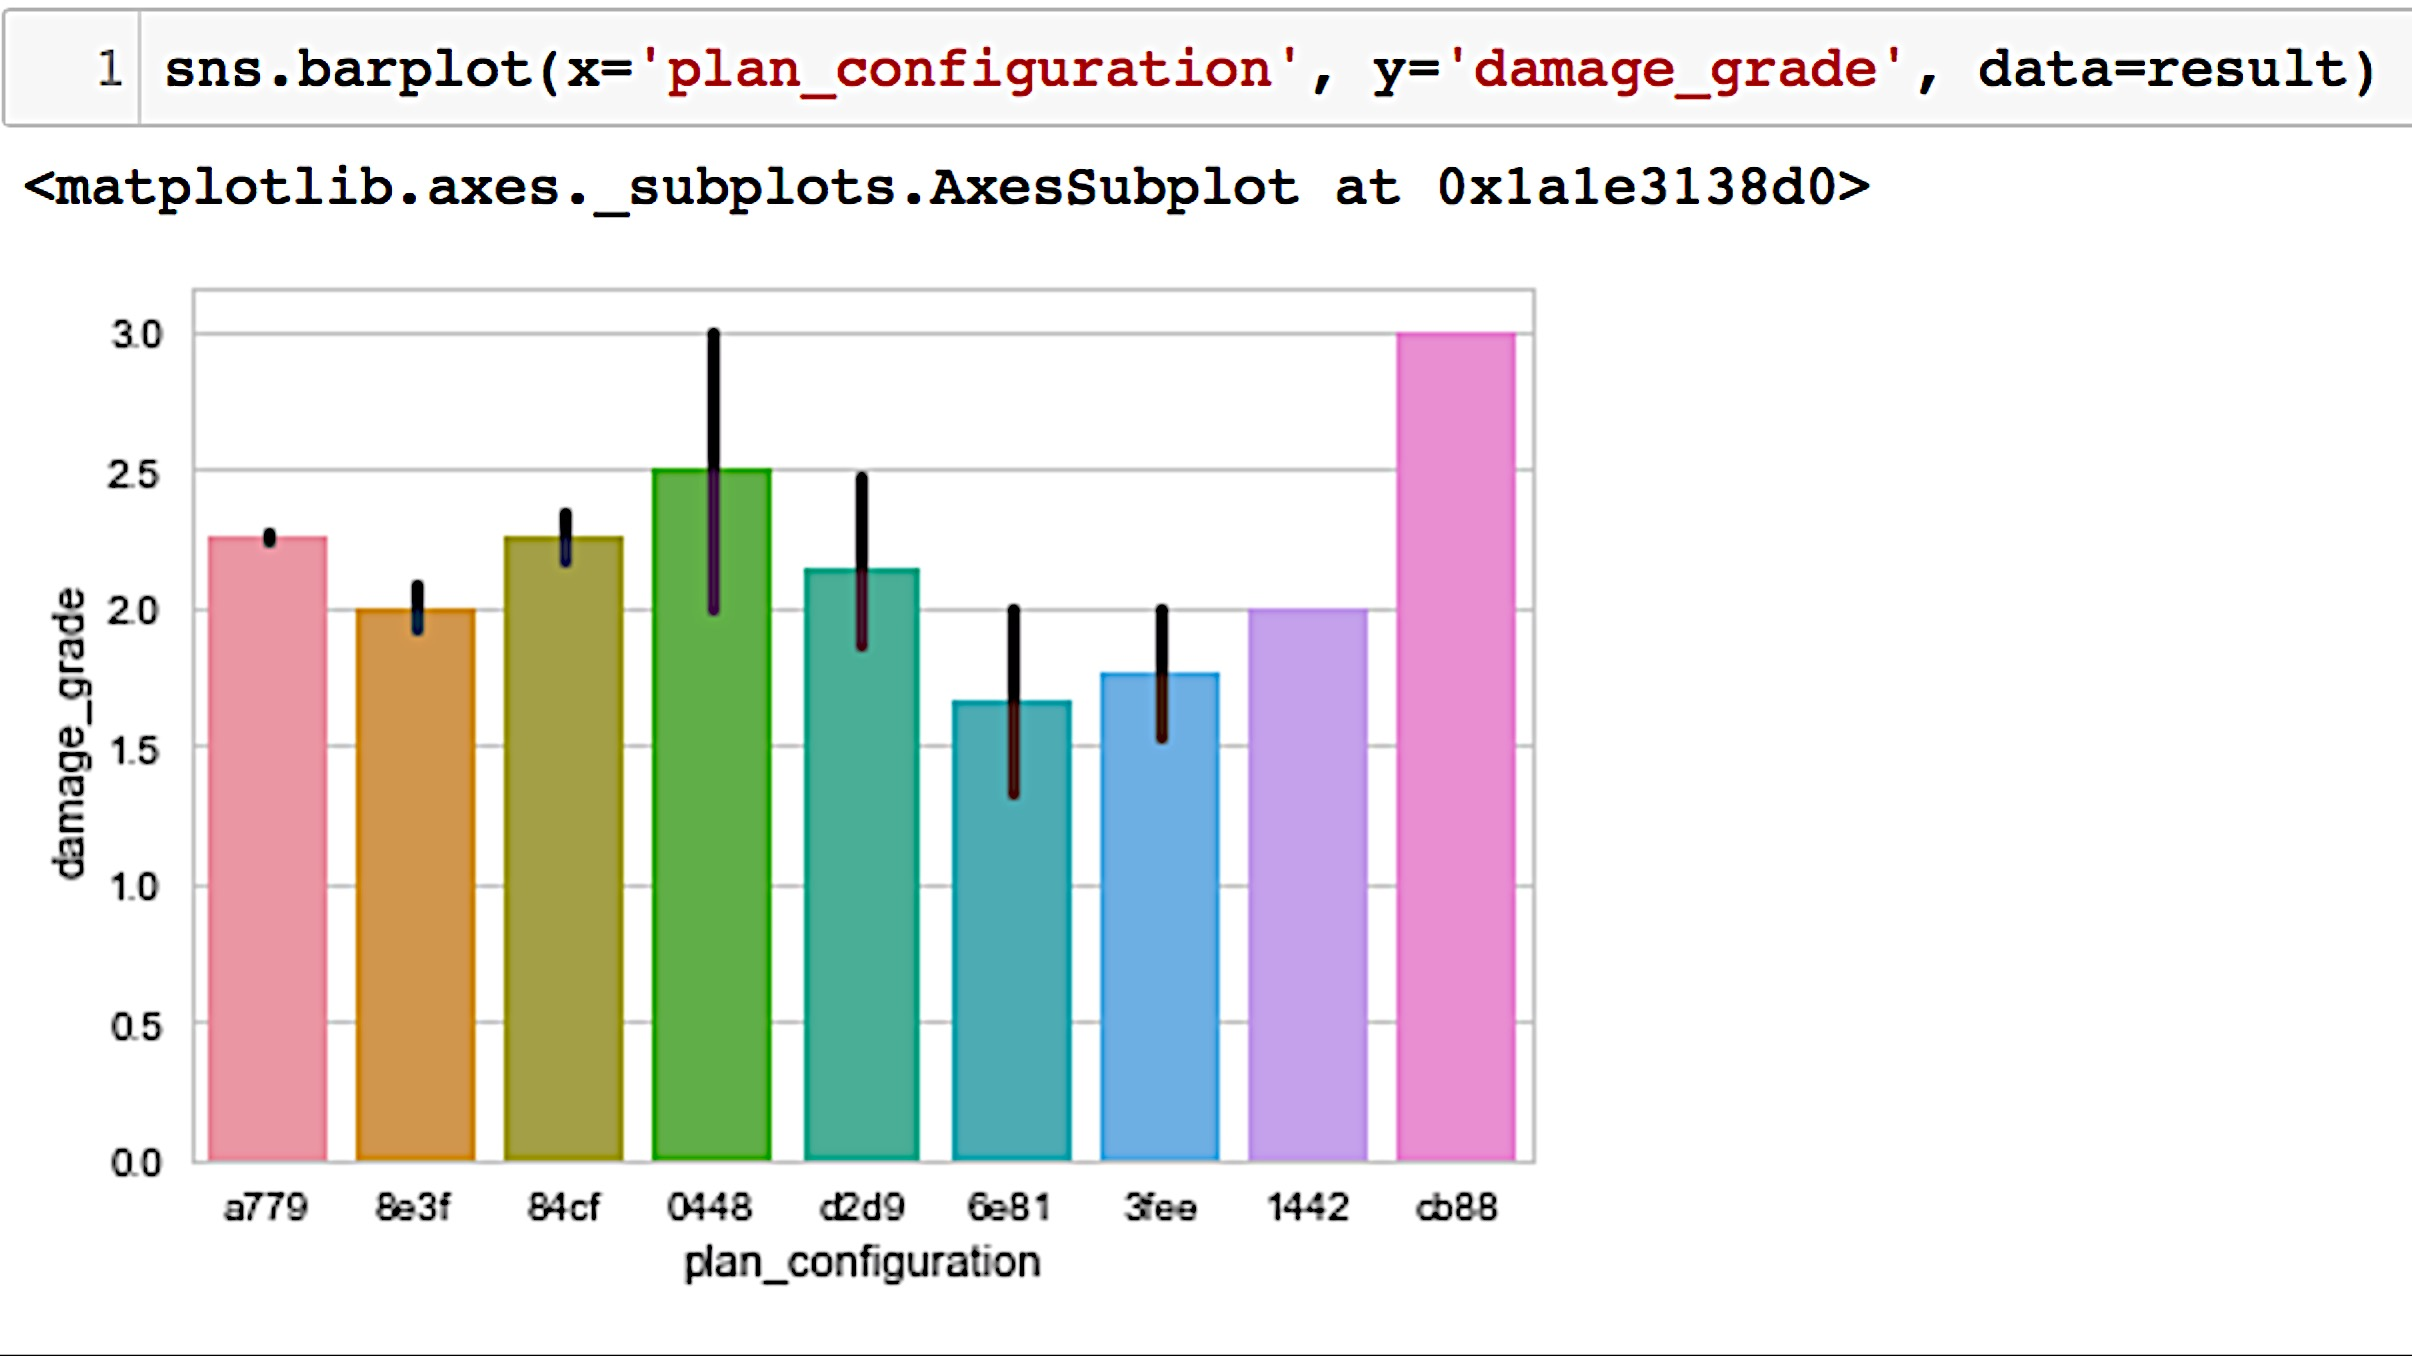 1 sns.barplot(x='plan_configuration', y='damage_grade', data=result)
<matplotlib.axes._subplots.AxesSubplot at 0x1a1e3138d0>
3.0
2.5
2.0
1.5
1.0
0.5
0.0
damage_grade
a779 8e3f 84cf 0448 d2d9 6e81 3fee 1442 cb88
plan_configuration